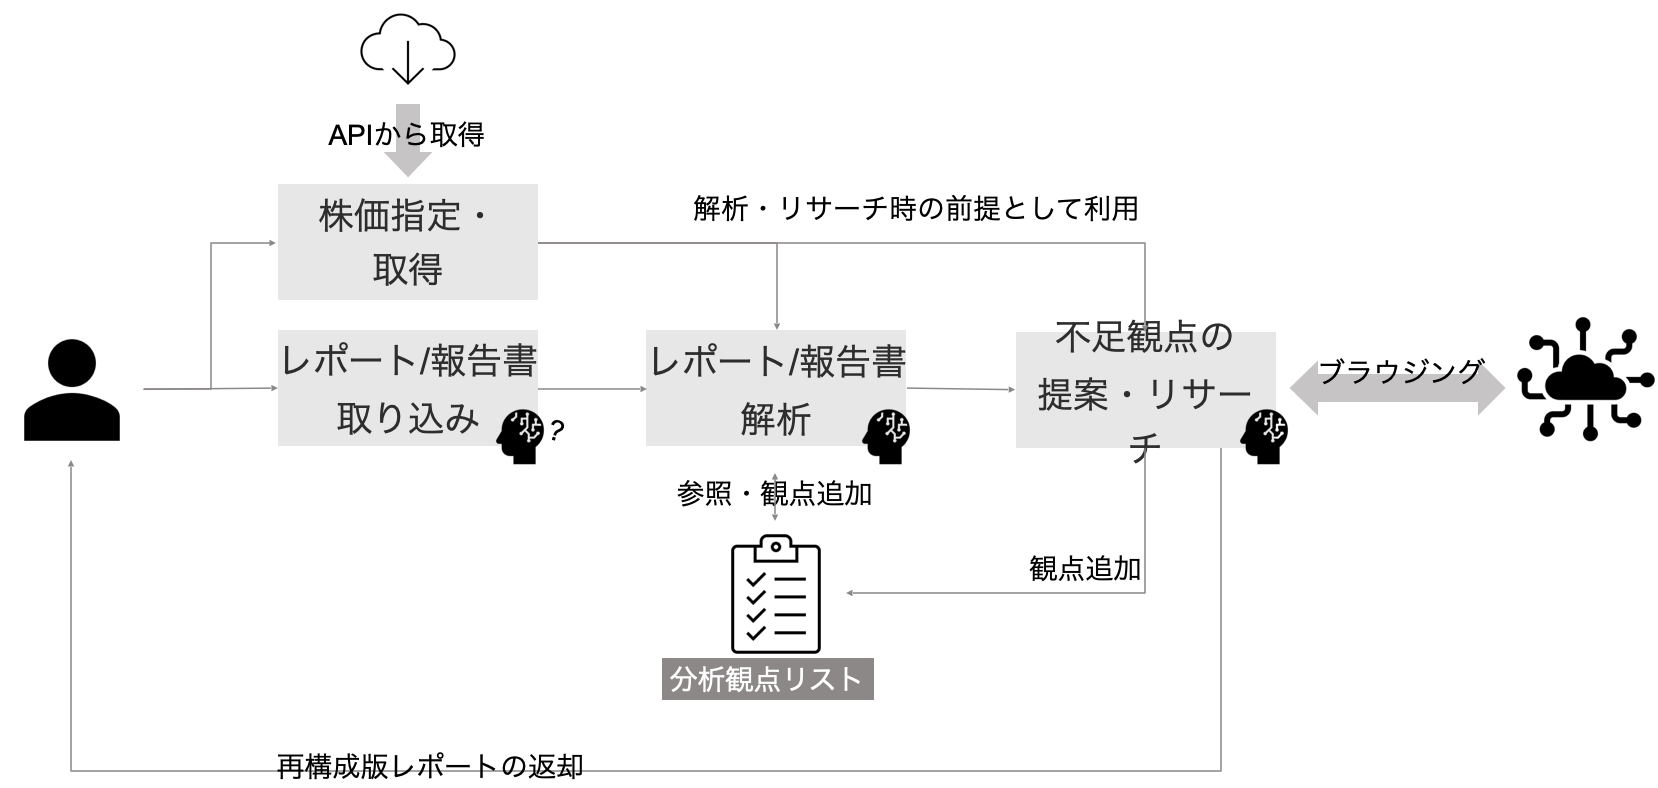 APIから取得
株価指定・
取得
解析・リサーチ時の前提として利用
レポート/報告書
取り込み
?
レポート/報告書
解析
不足観点の
提案・リサー
チ
ブラウジング
参照・観点追加
観点追加
分析観点リスト
再構成版レポートの返却